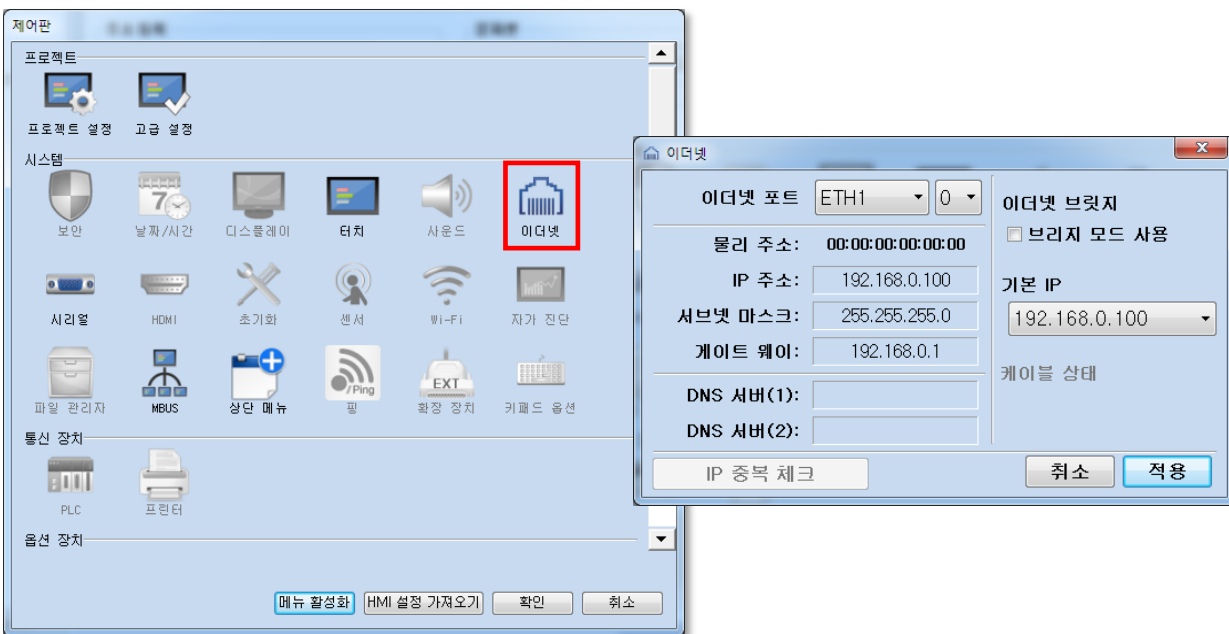 제어판
프로젝트
프로젝트 설정 고급 설정
시스템
7
보안 날짜/시간 디스플레이 터치 사운드 이더넷
시리얼 HDMI 초기화 센서 Wi-Fi 자가 진단
/Ping EXT
파일 관리자 MBUS 상단 메뉴 핑 확장 장치 키패드 옵션
통신 장치
PLC 프린터
옵션 장치
메뉴 활성화 HMI 설정 가져오기 확인 취소
이더넷
이더넷 포트 ETH1 0
물리 주소: 00:00:00:00:00:00
IP 주소: 192.168.0.100
서브넷 마스크: 255.255.255.0
게이트 웨이: 192.168.0.1
DNS 서버(1):
DNS 서버(2):
이더넷 브릿지
브리지 모드 사용
기본 IP
192.168.0.100
케이블 상태
IP 중복 체크 취소 적용